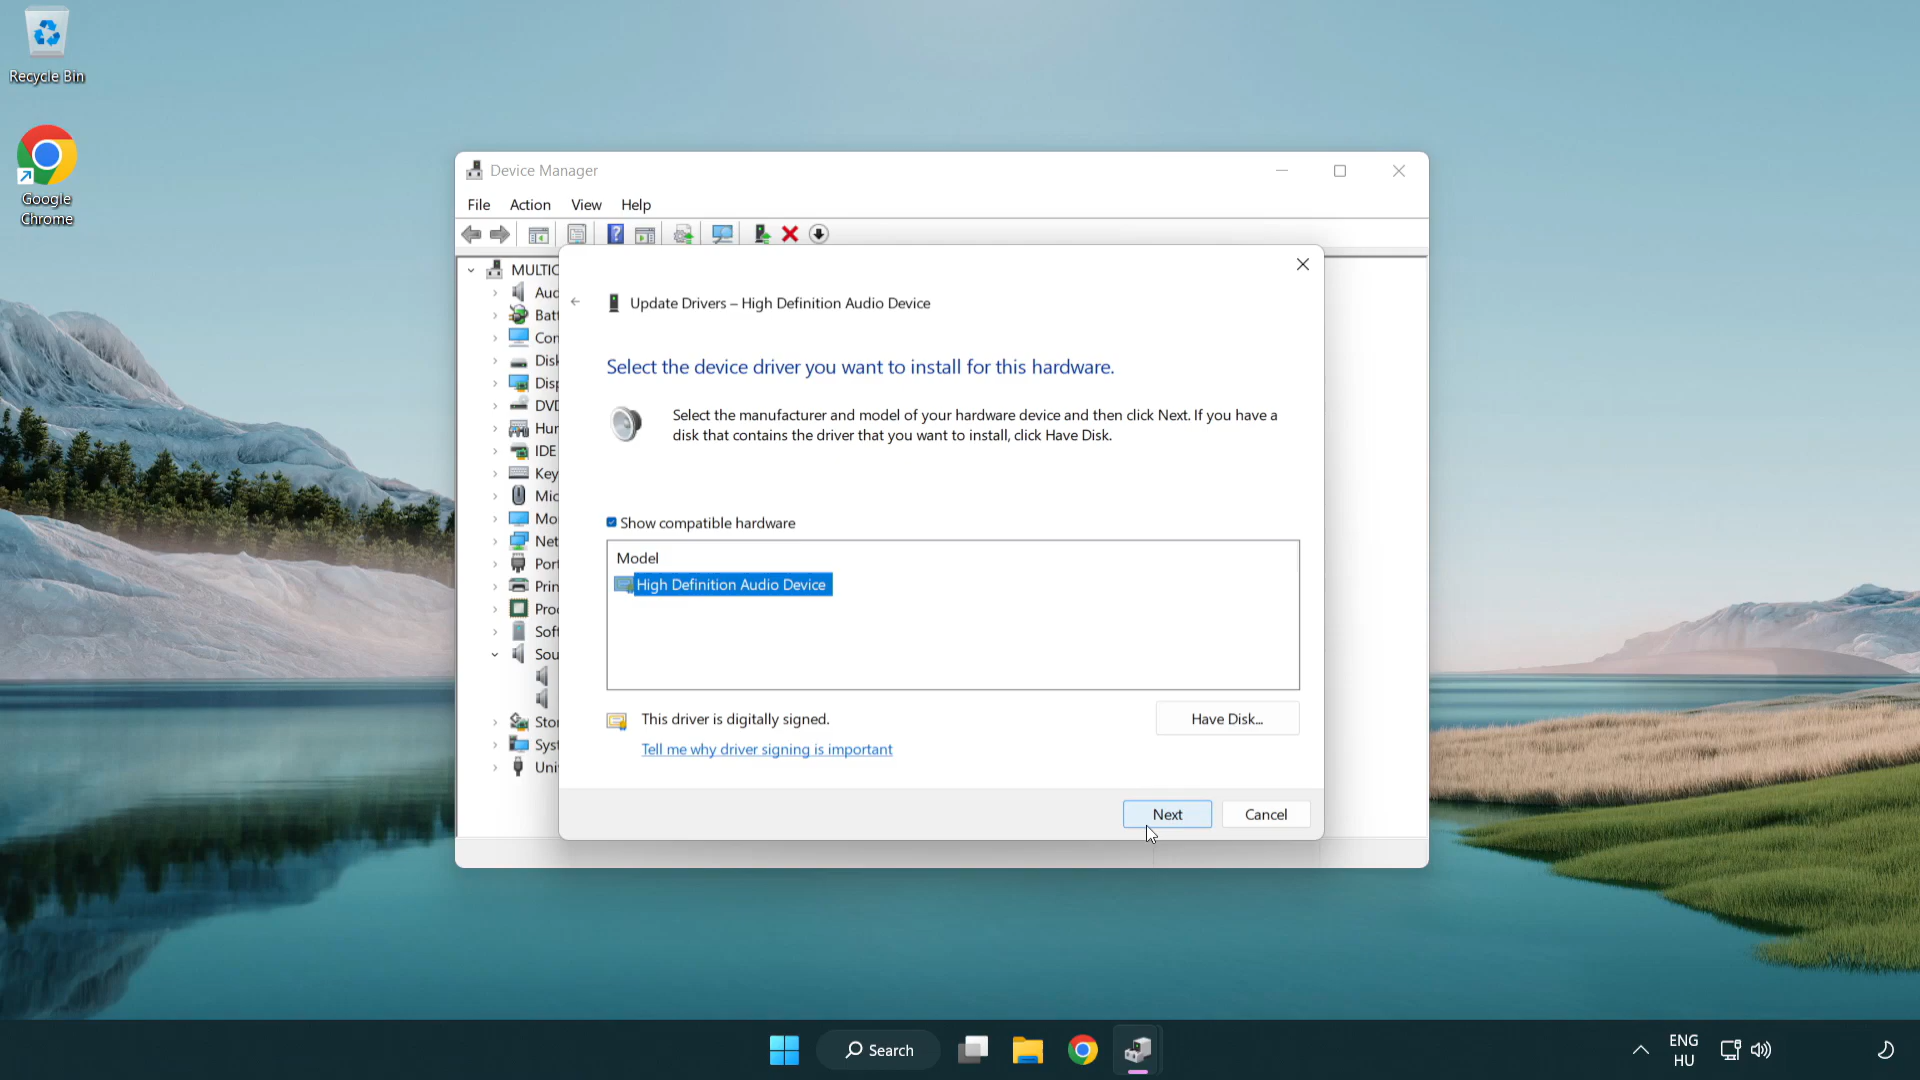 Recycle Bin
Google
Chrome
Device Manager
File Action View Help
MULTIC
Aud
Batt
Com
Disk
Disp
DVD
Hum
IDE
Key
Mic
Mo
Net
Port
Prin
Proc
Soft
Sou
Stor
Syst
Uni
Update Drivers – High Definition Audio Device
Select the device driver you want to install for this hardware.
Select the manufacturer and model of your hardware device and then click Next. If you have a
disk that contains the driver that you want to install, click Have Disk.
Show compatible hardware
Model
High Definition Audio Device
This driver is digitally signed.
Have Disk...
Tell me why driver signing is important
Next
Cancel
Search
ENG
HU